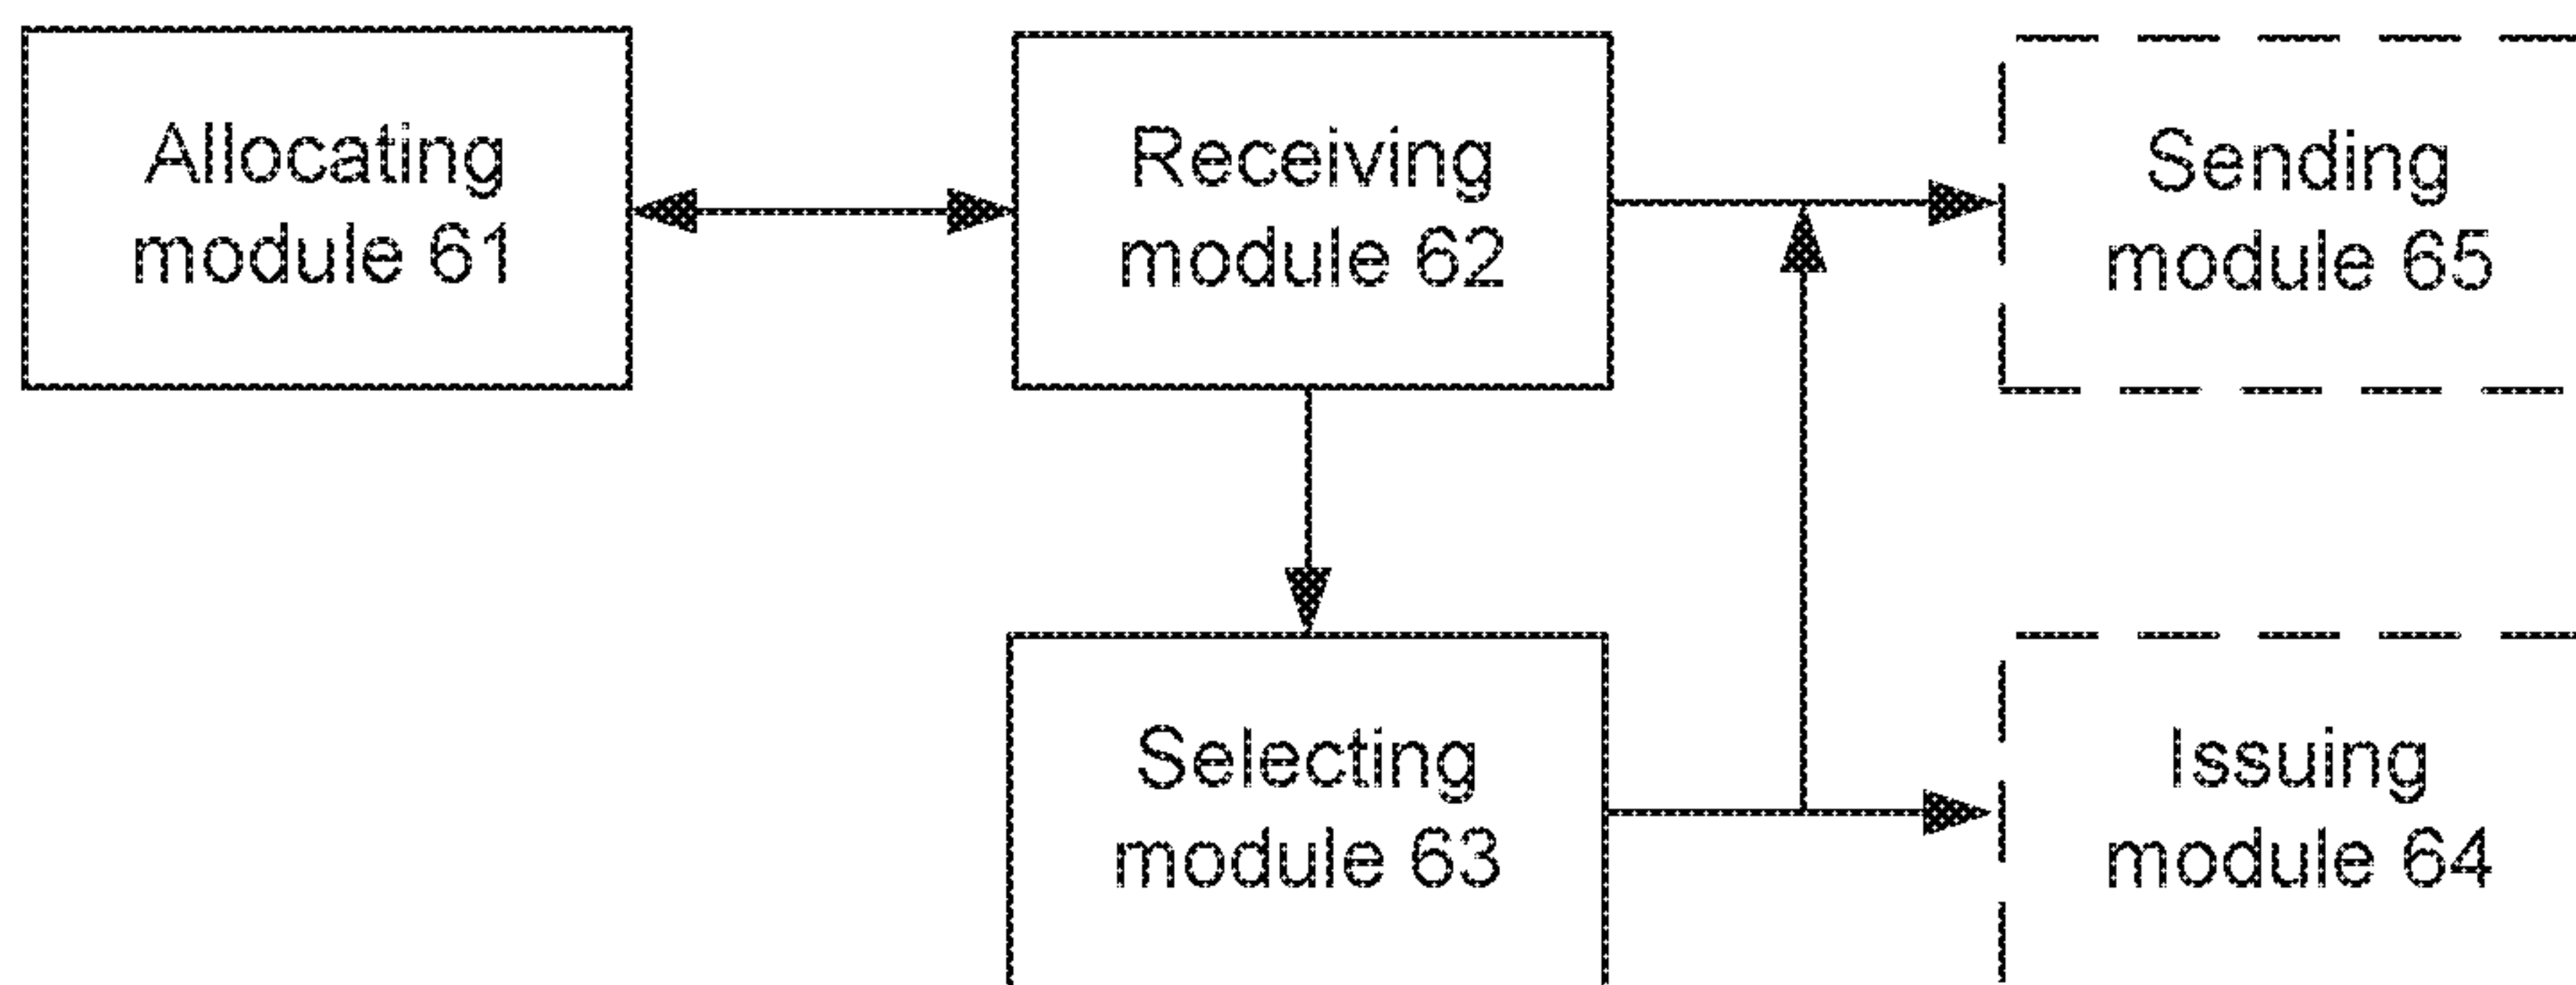 Allocating
module 61
Receiving
module 62
Sending
module 65
Selecting
module 63
Issuing
module 64